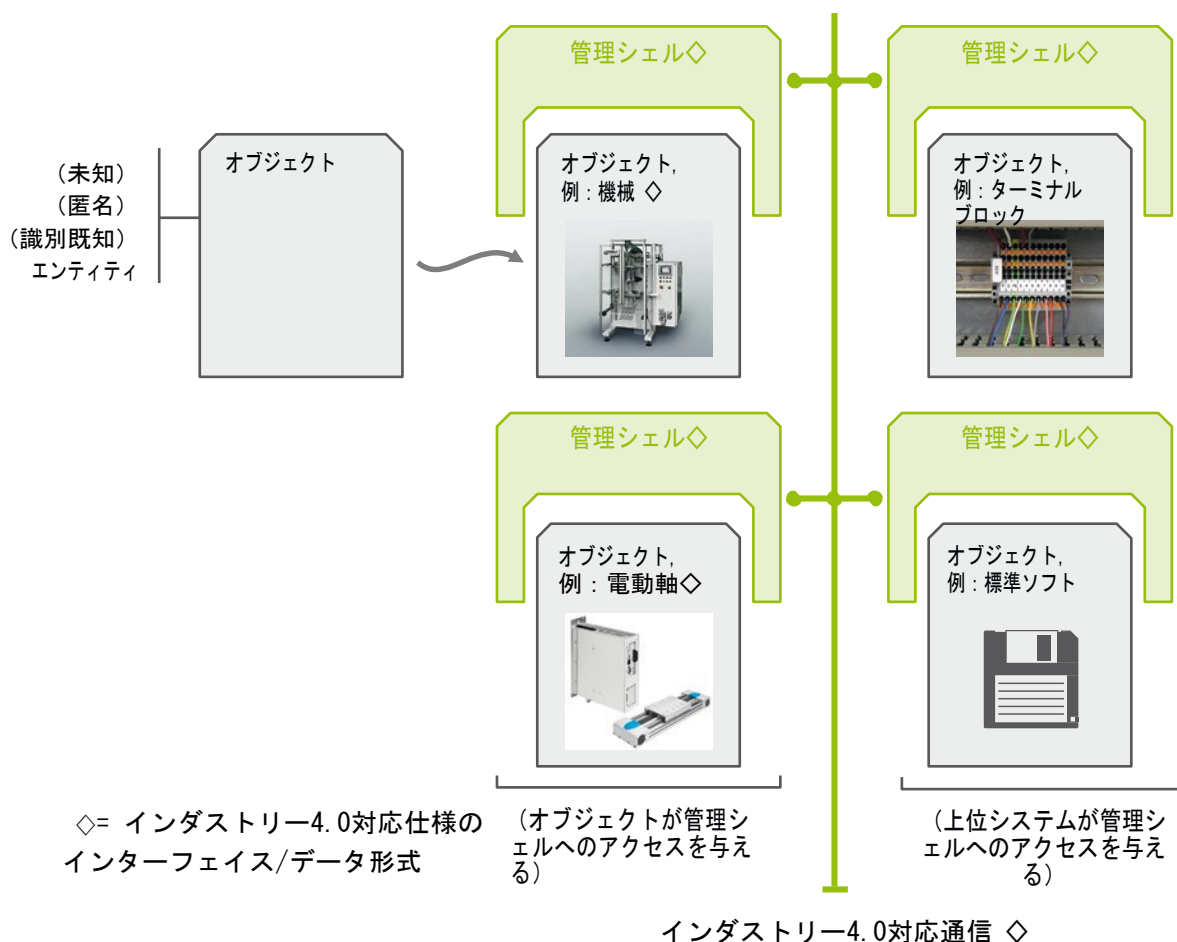 管理シェル◇
管理シェル◇
オブジェクト
(未知)
(匿名)
(識別既知)
エンティティ
オブジェクト,
例:機械 ◇
オブジェクト,
例:ターミナル
ブロック
管理シェル◇
管理シェル◇
オブジェクト,
例:電動軸◇
オブジェクト,
例:標準ソフト
◇= インダストリー4.0対応仕様の
インターフェイス/データ形式
(オブジェクトが管理シ
ェルへのアクセスを与え
る)
(上位システムが管理シ
ェルへのアクセスを与え
る)
インダストリー4.0対応通信 ◇